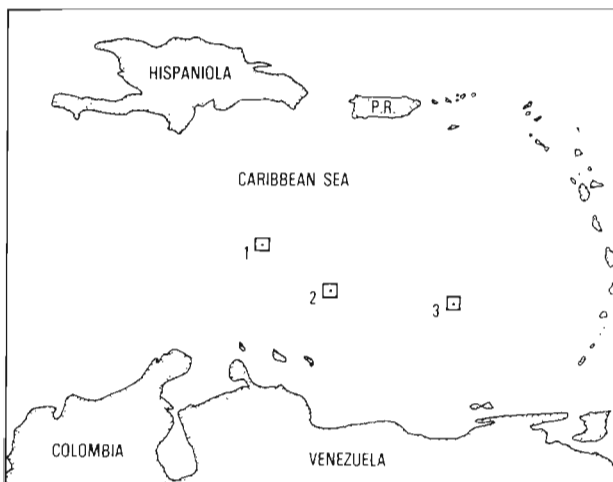 HISPANIOLA
P.R.
CARIBBEAN SEA
1
2
3
COLOMBIA
VENEZUELA